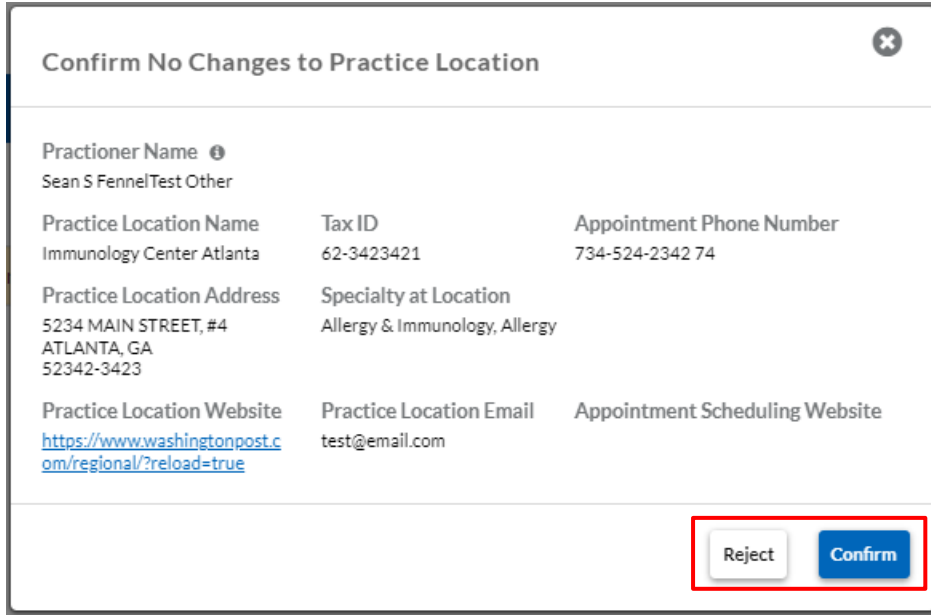 Confirm No Changes to Practice Location
Practioner Name
Sean S FennelTest Other
Practice Location Name
Immunology Center Atlanta
Tax ID
62-3423421
Appointment Phone Number
734-524-2342 74
Practice Location Address
5234 MAIN STREET, #4
ATLANTA, GA
52342-3423
Specialty at Location
Allergy & Immunology, Allergy
Practice Location Website
https://www.washingtonpost.c
om/regional/?reload=true
Practice Location Email
test@email.com
Appointment Scheduling Website
Reject
Confirm